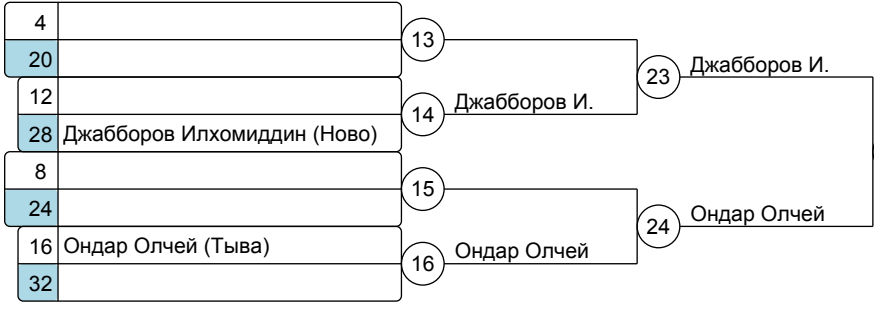 4
13
20
23 Джабборов И.
12
14 Джабборов И.
28 Джабборов Илхомиддин (Ново)
8
15
24
24 Ондар Олчей
16 Ондар Олчей (Тыва)
16 Ондар Олчей
32